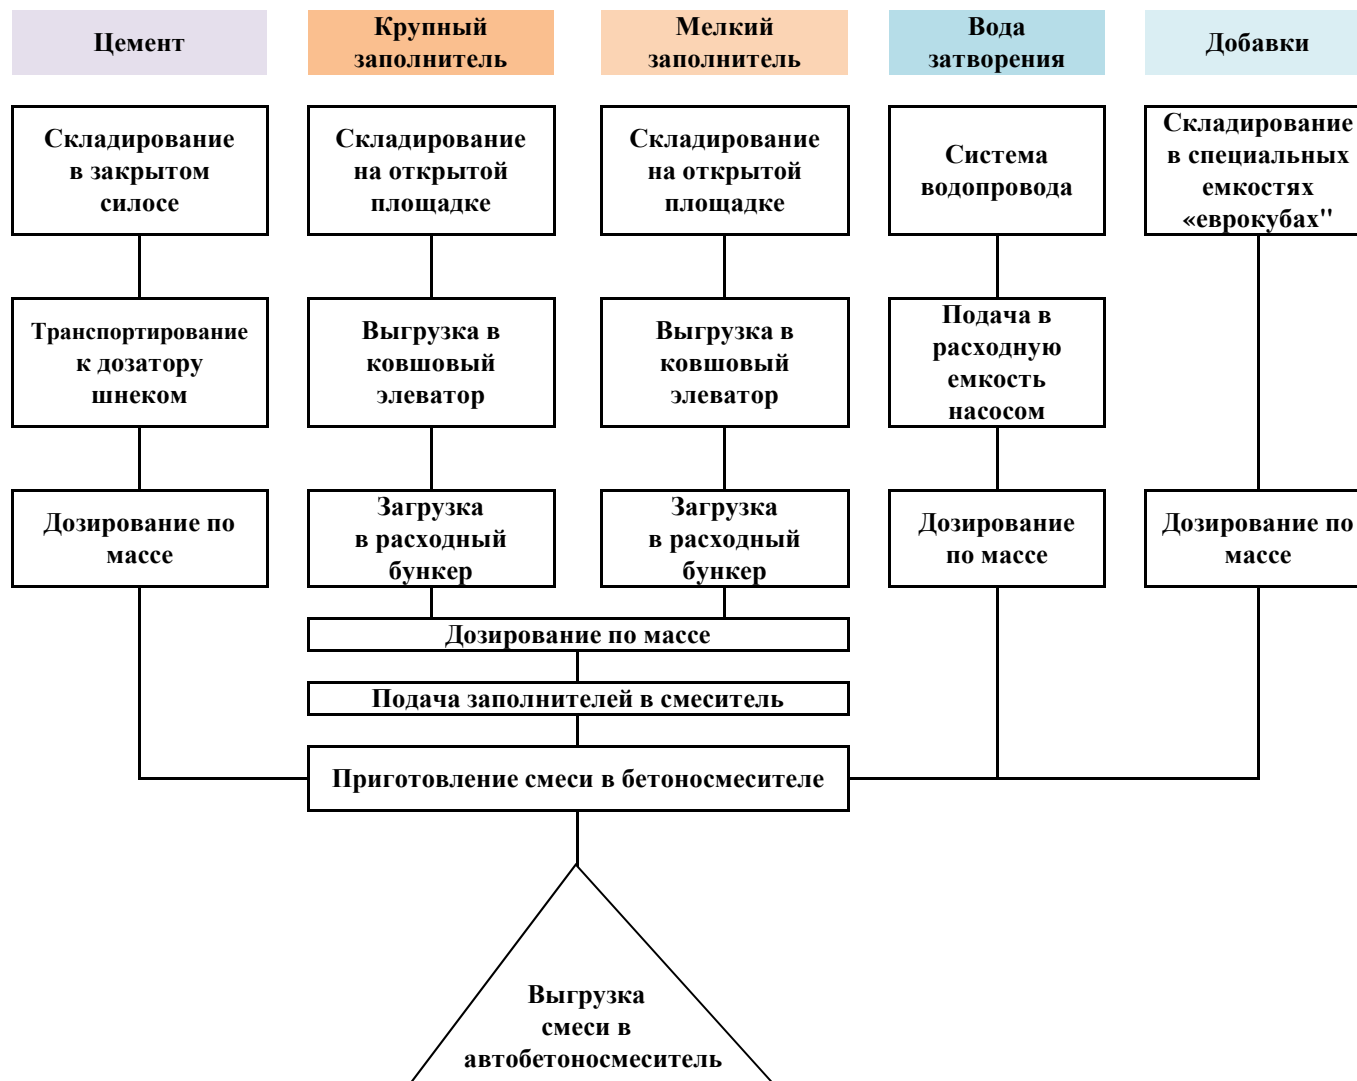 Цемент
Крупный
заполнитель
Мелкий
заполнитель
Вода
затворения
Добавки
Складирование
в закрытом
силосе
Складирование
на открытой
площадке
Складирование
на открытой
площадке
Система
водопровода
Складирование
в специальных
емкостях
«еврокубах"
Транспортирование
к дозатору
шнеком
Выгрузка в
ковшовый
элеватор
Выгрузка в
ковшовый
элеватор
Подача в
расходную
емкость
насосом
Дозирование по
массе
Загрузка
в расходный
бункер
Загрузка
в расходный
бункер
Дозирование
по массе
Дозирование по
массе
Дозирование по массе
Подача заполнителей в смеситель
Приготовление смеси в бетоносмесителе
Выгрузка
смеси в
автобетоносмеситель